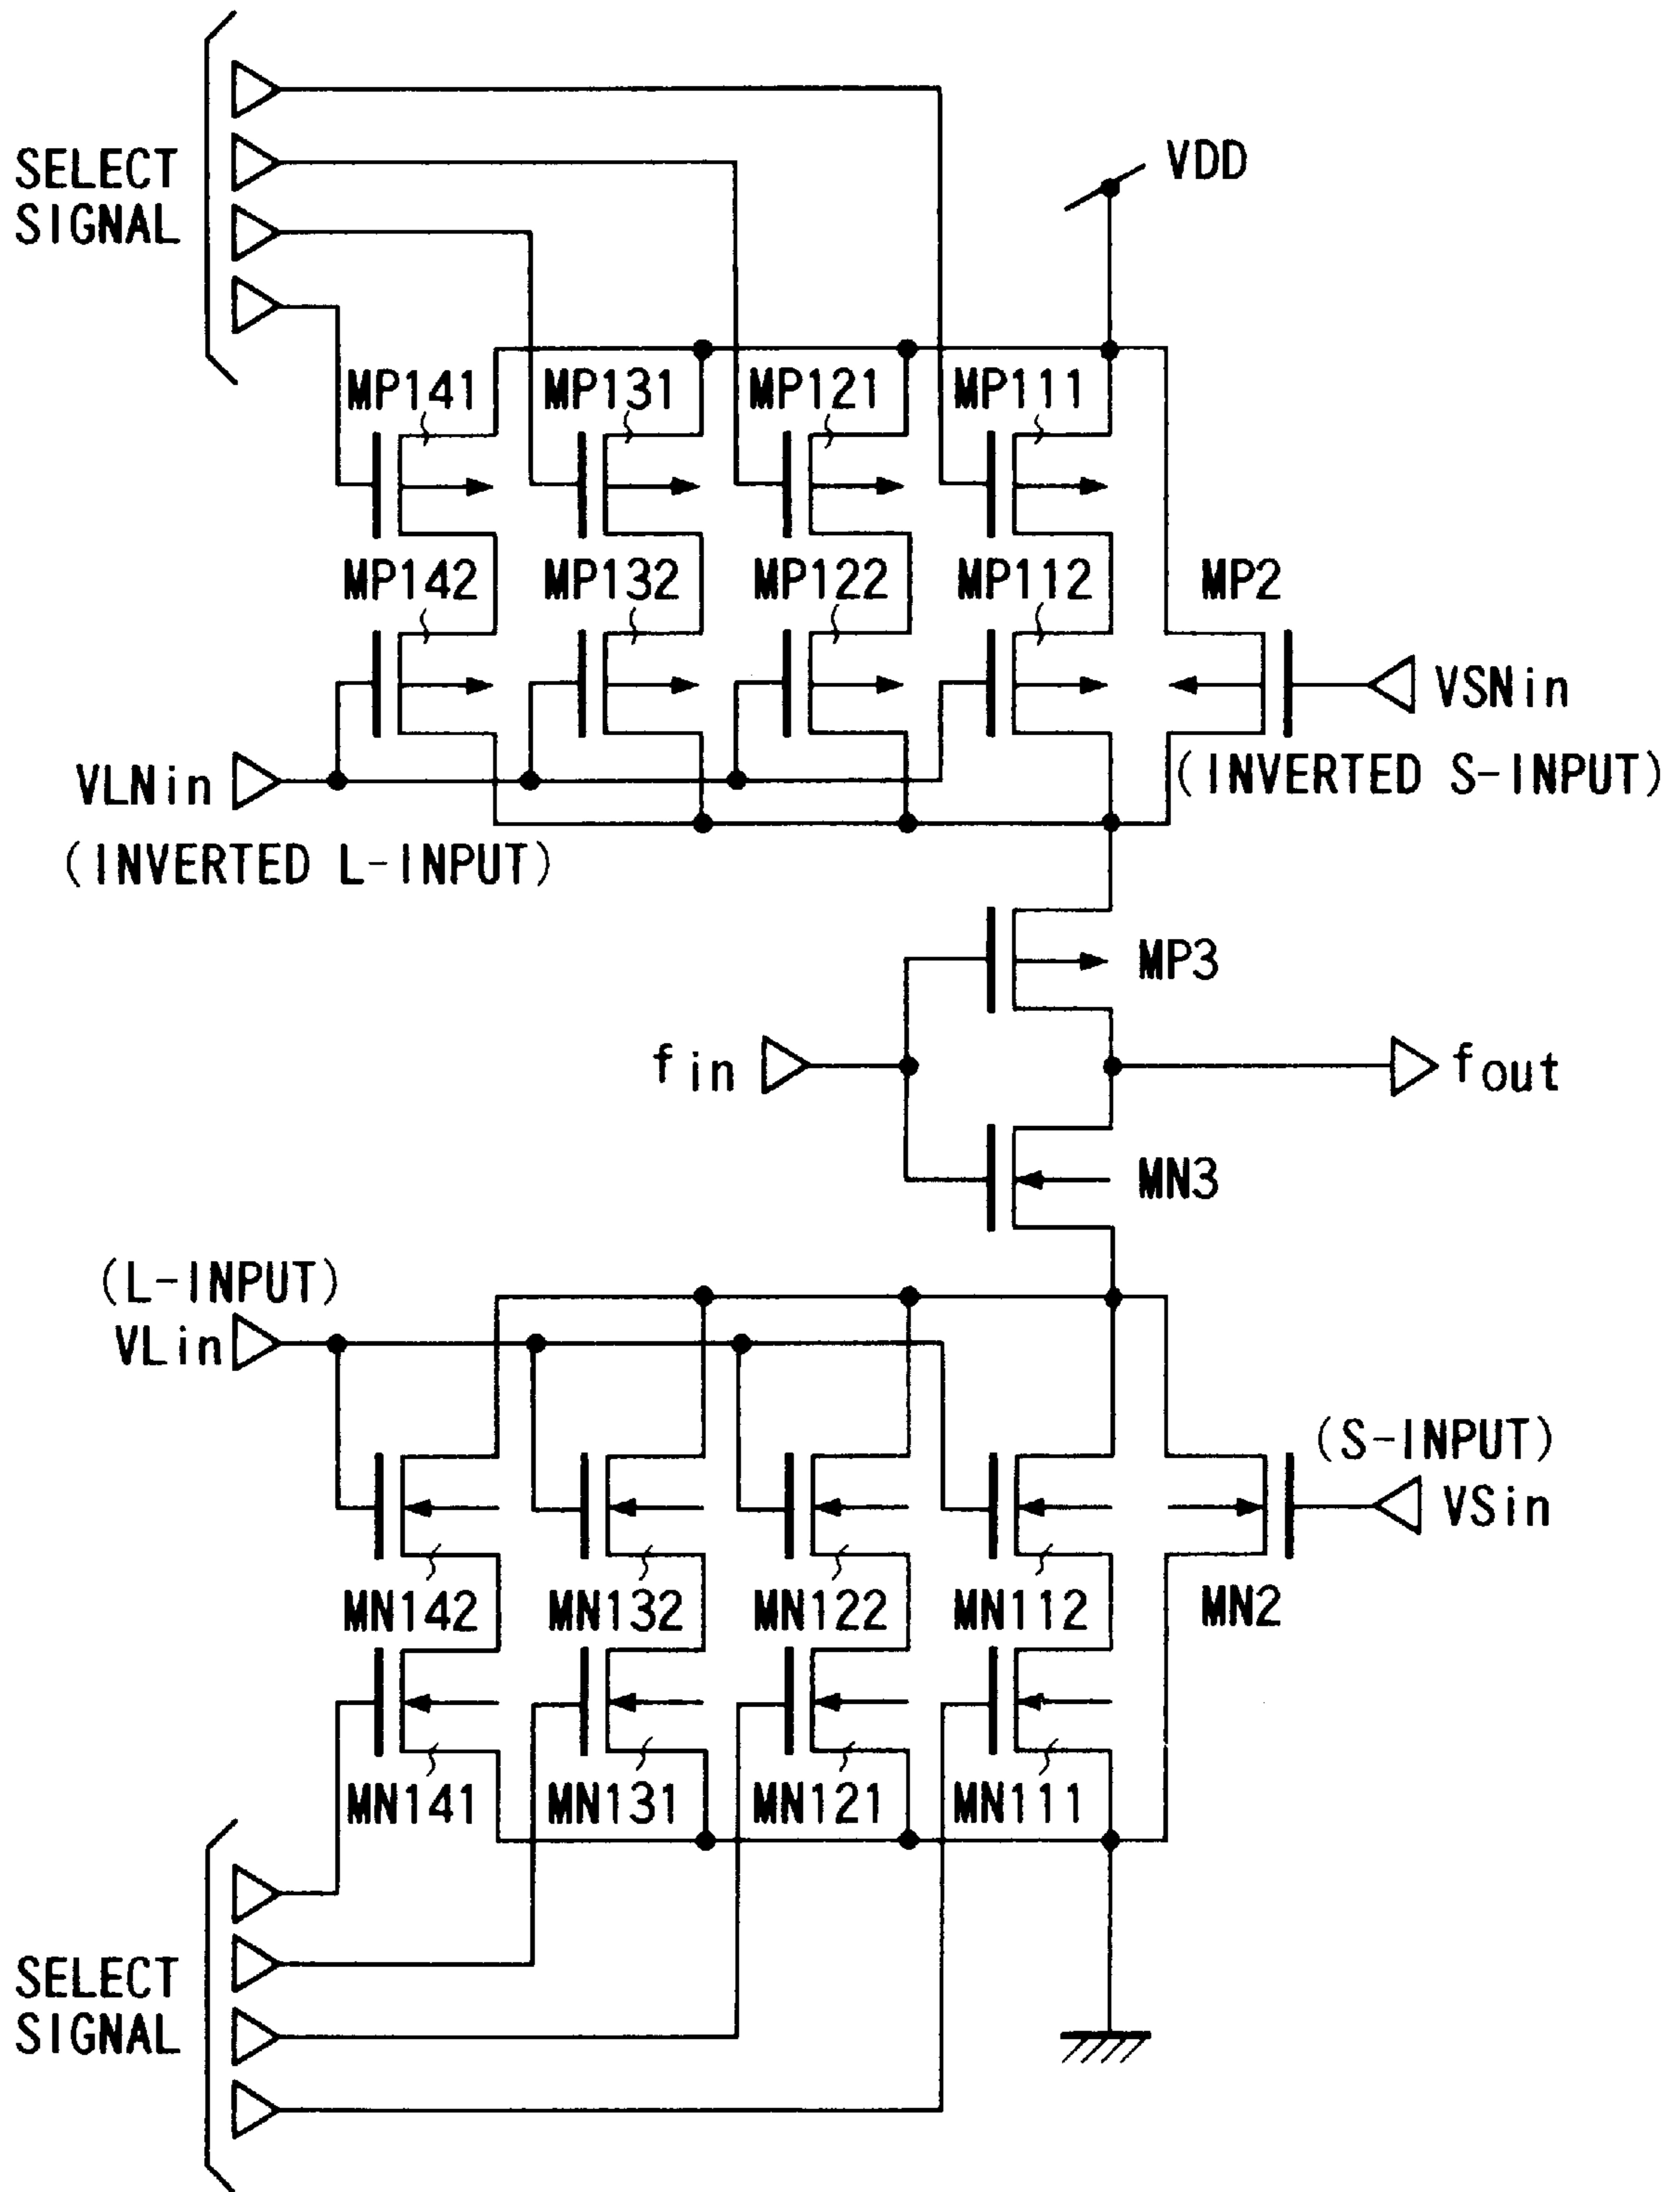 SELECT
SIGNAL
VDD
MP141
MP131
MP121
MP111
MP142
MP132
MP122
MP112
MP2
VSNin
(INVERTED S-INPUT)
VLNin
(INVERTED L-INPUT)
MP3
fin
fout
MN3
(L-INPUT)
VLin
(S-INPUT)
VSin
MN142
MN132
MN122
MN112
MN2
MN141
MN131
MN121
MN111
SELECT
SIGNAL